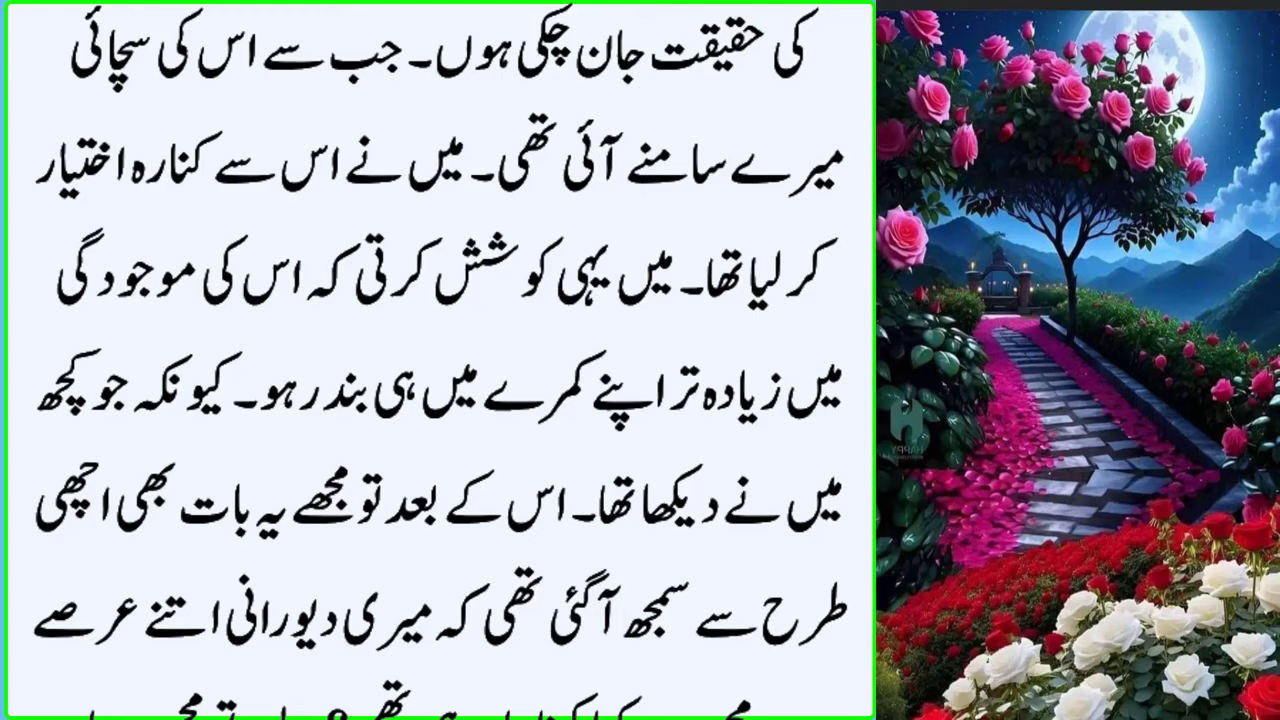 کی حقیقت جان چکی ہوں۔ جب سے اس کی سچائی
میرے سامنے آئی تھی۔ میں نے اس سے کنارہ اختیار
کر لیا تھا۔ میں یہی کوشش کرتی کہ اس کی موجودگی
میں زیادہ تر اپنے کمرے میں ہی بند رہو۔ کیونکہ جو کچھ
میں نے دیکھا تھا۔ اس کے بعد تو مجھے یہ بات بھی اچھی
طرح سے سمجھ آگئی تھی کہ میری دیورانی اتنے عرصے